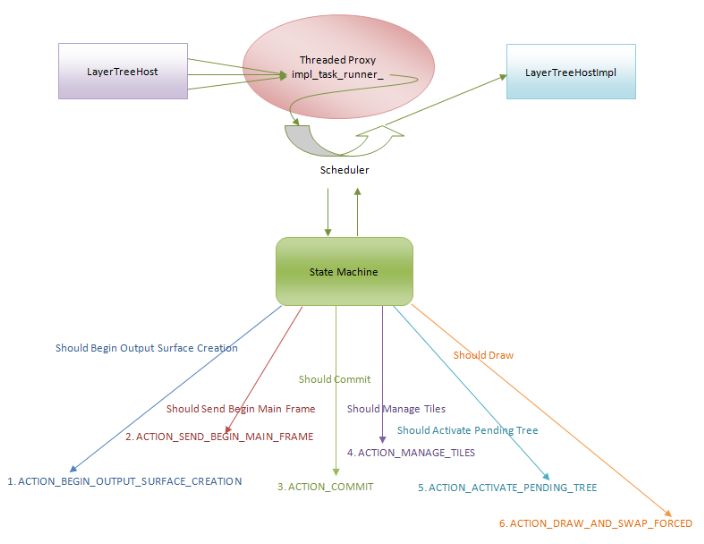 Threaded Proxy
LayerTreeHost
impl_task_runner_
LayerTreeHostImpl
Scheduler
State Machine
Should Begin Output Surface Creation
Should Draw
Should Commit
Should Send Begin Main Frame
Should Manage Tiles
Should Activate Pending Tree
2. ACTION_SEND_BEGIN_MAIN_FRAME
4. ACTION_MANAGE_TILES
1. ACTION_BEGIN_OUTPUT_SURFACE_CREATION
3. ACTION_COMMIT
5. ACTION_ACTIVATE_PENDING_TREE
6. ACTION_DRAW_AND_SWAP_FORCED